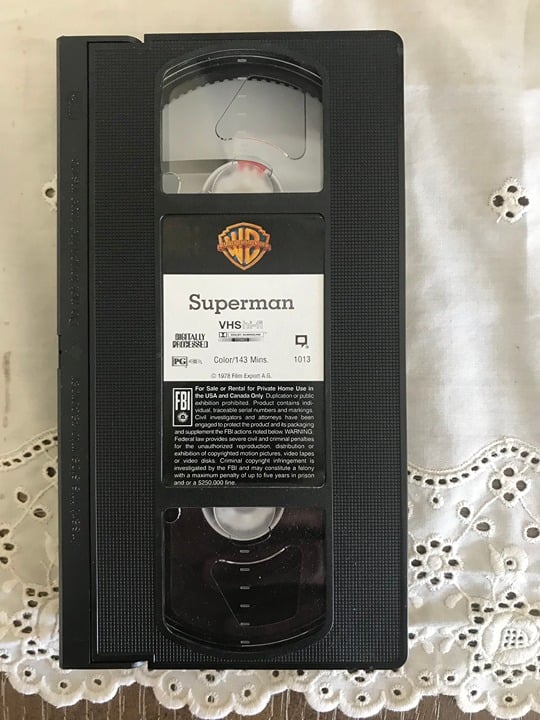 WB
Superman
VHS hi-fi
DIGITALLY PROCESSED
DOLBY SURROUND
PG
Color/143 Mins.
1013
© 1978 Film Export A.G.
FBI
For Sale or Rental for Private Home Use in
the USA and Canada Only. Duplication or public
exhibition prohibited. Product contains indi-
vidual, traceable serial numbers and markings.
Civil investigators and attorneys have been
engaged to protect the product and its packaging
and supplement the FBI actions noted below. WARNING:
Federal law provides severe civil and criminal penalties
for the unauthorized reproduction, distribution or
exhibition of copyrighted motion pictures, video tapes
or video disks. Criminal copyright infringement is
investigated by the FBI and may constitute a felony
with a maximum penalty of up to five years in prison
and or a $250,000 fine.